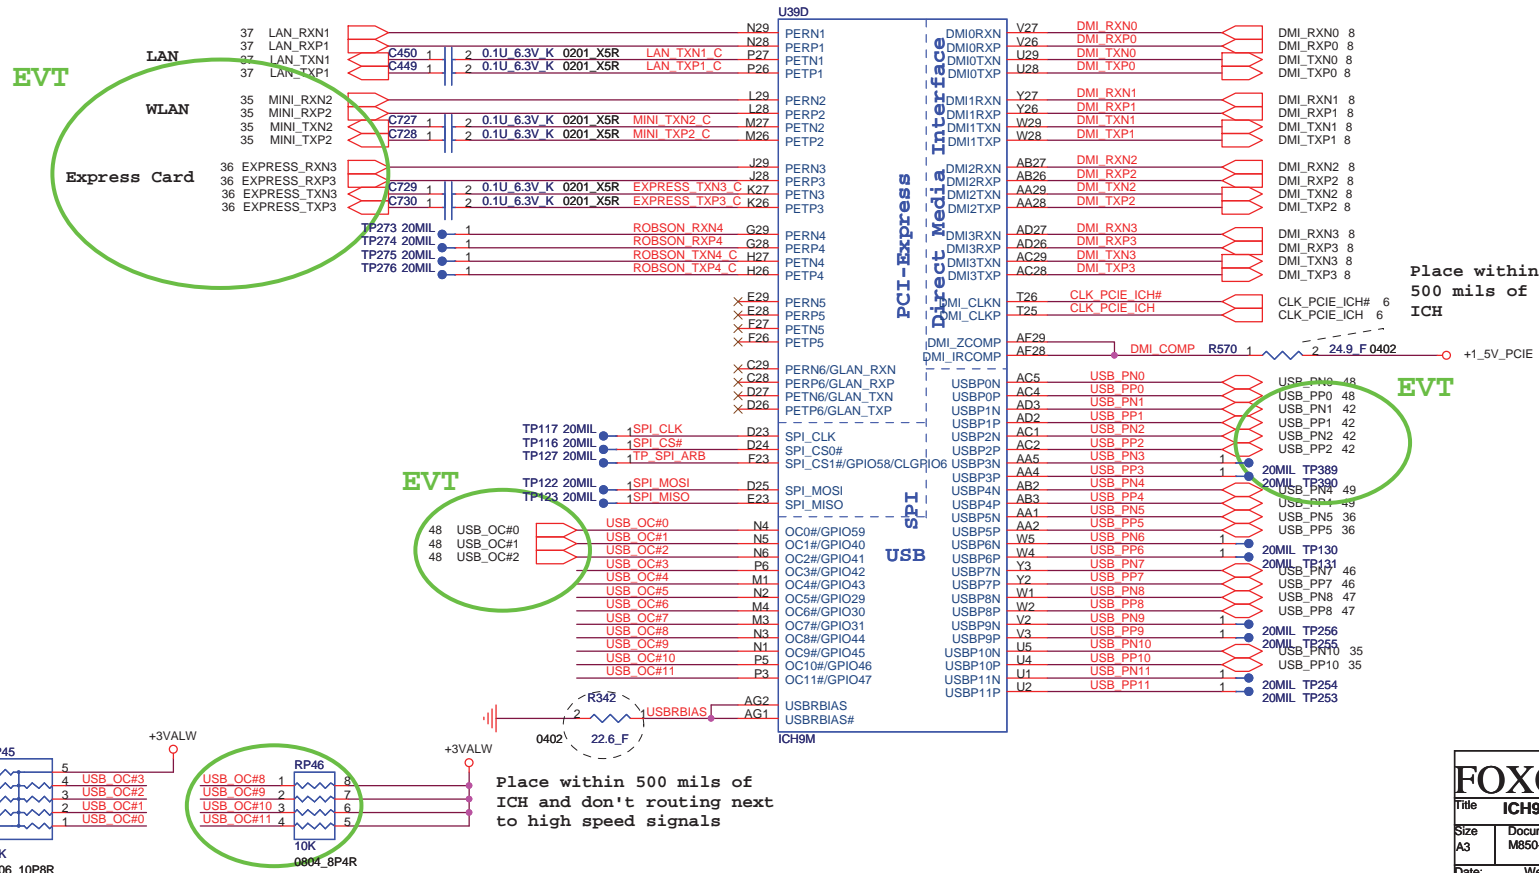 U39D
EVT
LAN
37 LAN_RXN1
37 LAN_RXP1
37 LAN_TXN1
37 LAN_TXP1
C450 1 2 0.1U_6.3V_K 0201_X5R LAN_TXN1_C
C449 1 2 0.1U_6.3V_K 0201_X5R LAN_TXP1_C
N29 PERN1
N28 PERP1
P27 PETN1
P26 PETP1
WLAN
35 MINI_RXN2
35 MINI_RXP2
35 MINI_TXN2
35 MINI_TXP2
C727 1 2 0.1U_6.3V_K 0201_X5R MINI_TXN2_C
C728 1 2 0.1U_6.3V_K 0201_X5R MINI_TXP2_C
L29 PERN2
L28 PERP2
M27 PETN2
M26 PETP2
Express Card
36 EXPRESS_RXN3
36 EXPRESS_RXP3
36 EXPRESS_TXN3
36 EXPRESS_TXP3
C729 1 2 0.1U_6.3V_K 0201_X5R EXPRESS_TXN3_C
C730 1 2 0.1U_6.3V_K 0201_X5R EXPRESS_TXP3_C
J29 PERN3
J28 PERP3
K27 PETN3
K26 PETP3
TP273 20MIL 1 ROBSON_RXN4 G29 PERN4
TP274 20MIL 1 ROBSON_RXP4 G28 PERP4
TP275 20MIL 1 ROBSON_TXN4_C H27 PETN4
TP276 20MIL 1 ROBSON_TXP4_C H26 PETP4
E29 PERN5
E28 PERP5
F27 PETN5
F26 PETP5
C29 PERN6/GLAN_RXN
C28 PERP6/GLAN_RXP
D27 PETN6/GLAN_TXN
D26 PETP6/GLAN_TXP
TP117 20MIL 1 SPI_CLK D23 SPI_CLK
TP116 20MIL 1 SPI_CS# D24 SPI_CS0#
TP127 20MIL 1 TP_SPI_ARB F23 SPI_CS1#/GPIO58/CLGPIO6
TP122 20MIL 1 SPI_MOSI D25 SPI_MOSI
TP123 20MIL 1 SPI_MISO E23 SPI_MISO
EVT
48 USB_OC#0
48 USB_OC#1
48 USB_OC#2
USB_OC#0 N4 OC0#/GPIO59
USB_OC#1 N5 OC1#/GPIO40
USB_OC#2 N6 OC2#/GPIO41
USB_OC#3 P6 OC3#/GPIO42
USB_OC#4 M1 OC4#/GPIO43
USB_OC#5 N2 OC5#/GPIO29
USB_OC#6 M4 OC6#/GPIO30
USB_OC#7 M3 OC7#/GPIO31
USB_OC#8 N3 OC8#/GPIO44
USB_OC#9 N1 OC9#/GPIO45
USB_OC#10 P5 OC10#/GPIO46
USB_OC#11 P3 OC11#/GPIO47
R342
2 1 USBRBIAS
0402 22.6_F
AG2 USBRBIAS
AG1 USBRBIAS#
ICH9M
PCI-Express
Direct Media Interface
SPI
USB
DMI0RXN V27 DMI_RXN0 DMI_RXN0 8
DMI0RXP V26 DMI_RXP0 DMI_RXP0 8
DMI0TXN U29 DMI_TXN0 DMI_TXN0 8
DMI0TXP U28 DMI_TXP0 DMI_TXP0 8
DMI1RXN Y27 DMI_RXN1 DMI_RXN1 8
DMI1RXP Y26 DMI_RXP1 DMI_RXP1 8
DMI1TXN W29 DMI_TXN1 DMI_TXN1 8
DMI1TXP W28 DMI_TXP1 DMI_TXP1 8
DMI2RXN AB27 DMI_RXN2 DMI_RXN2 8
DMI2RXP AB26 DMI_RXP2 DMI_RXP2 8
DMI2TXN AA29 DMI_TXN2 DMI_TXN2 8
DMI2TXP AA28 DMI_TXP2 DMI_TXP2 8
DMI3RXN AD27 DMI_RXN3 DMI_RXN3 8
DMI3RXP AD26 DMI_RXP3 DMI_RXP3 8
DMI3TXN AC29 DMI_TXN3 DMI_TXN3 8
DMI3TXP AC28 DMI_TXP3 DMI_TXP3 8
DMI_CLKN T26 CLK_PCIE_ICH# CLK_PCIE_ICH# 6
DMI_CLKP T25 CLK_PCIE_ICH CLK_PCIE_ICH 6
Place within
500 mils of
ICH
DMI_ZCOMP AF29
DMI_IRCOMP AF28 DMI_COMP R570 1 2 24.9_F 0402 +1_5V_PCIE
EVT
USBP0N AC5 USB_PN0 USB_PN0 48
USBP0P AC4 USB_PP0 USB_PP0 48
USBP1N AD3 USB_PN1 USB_PN1 42
USBP1P AD2 USB_PP1 USB_PP1 42
USBP2N AC1 USB_PN2 USB_PN2 42
USBP2P AC2 USB_PP2 USB_PP2 42
USBP3N AA5 USB_PN3 1 20MIL TP389
USBP3P AA4 USB_PP3 1 20MIL TP390
USBP4N AB2 USB_PN4 USB_PN4 49
USBP4P AB3 USB_PP4 49
USBP5N AA1 USB_PN5 USB_PN5 36
USBP5P AA2 USB_PP5 USB_PP5 36
USBP6N W5 USB_PN6 1 20MIL TP130
USBP6P W4 USB_PP6 1 20MIL TP131
USBP7N Y3 USB_PN7 USB_PN7 46
USBP7P Y2 USB_PP7 USB_PP7 46
USBP8N W1 USB_PN8 USB_PN8 47
USBP8P W2 USB_PP8 USB_PP8 47
USBP9N V2 USB_PN9 1 20MIL TP256
USBP9P V3 USB_PP9 1 20MIL TP255
USBP10N U5 USB_PN10 USB_PN10 35
USBP10P U4 USB_PP10 USB_PP10 35
USBP11N U1 USB_PN11 1 20MIL TP254
USBP11P U2 USB_PP11 1 20MIL TP253
+3VALW
P45
5
4 USB_OC#3
3 USB_OC#2
2 USB_OC#1
1 USB_OC#0
K
06_10P8R
+3VALW
RP46
USB_OC#8 1 8
USB_OC#9 2 7
USB_OC#10 3 6
USB_OC#11 4 5
10K
0804_8P4R
Place within 500 mils of
ICH and don't routing next
to high speed signals
FOXC
Title ICH9
Size Docum
A3 M850-
Date: We